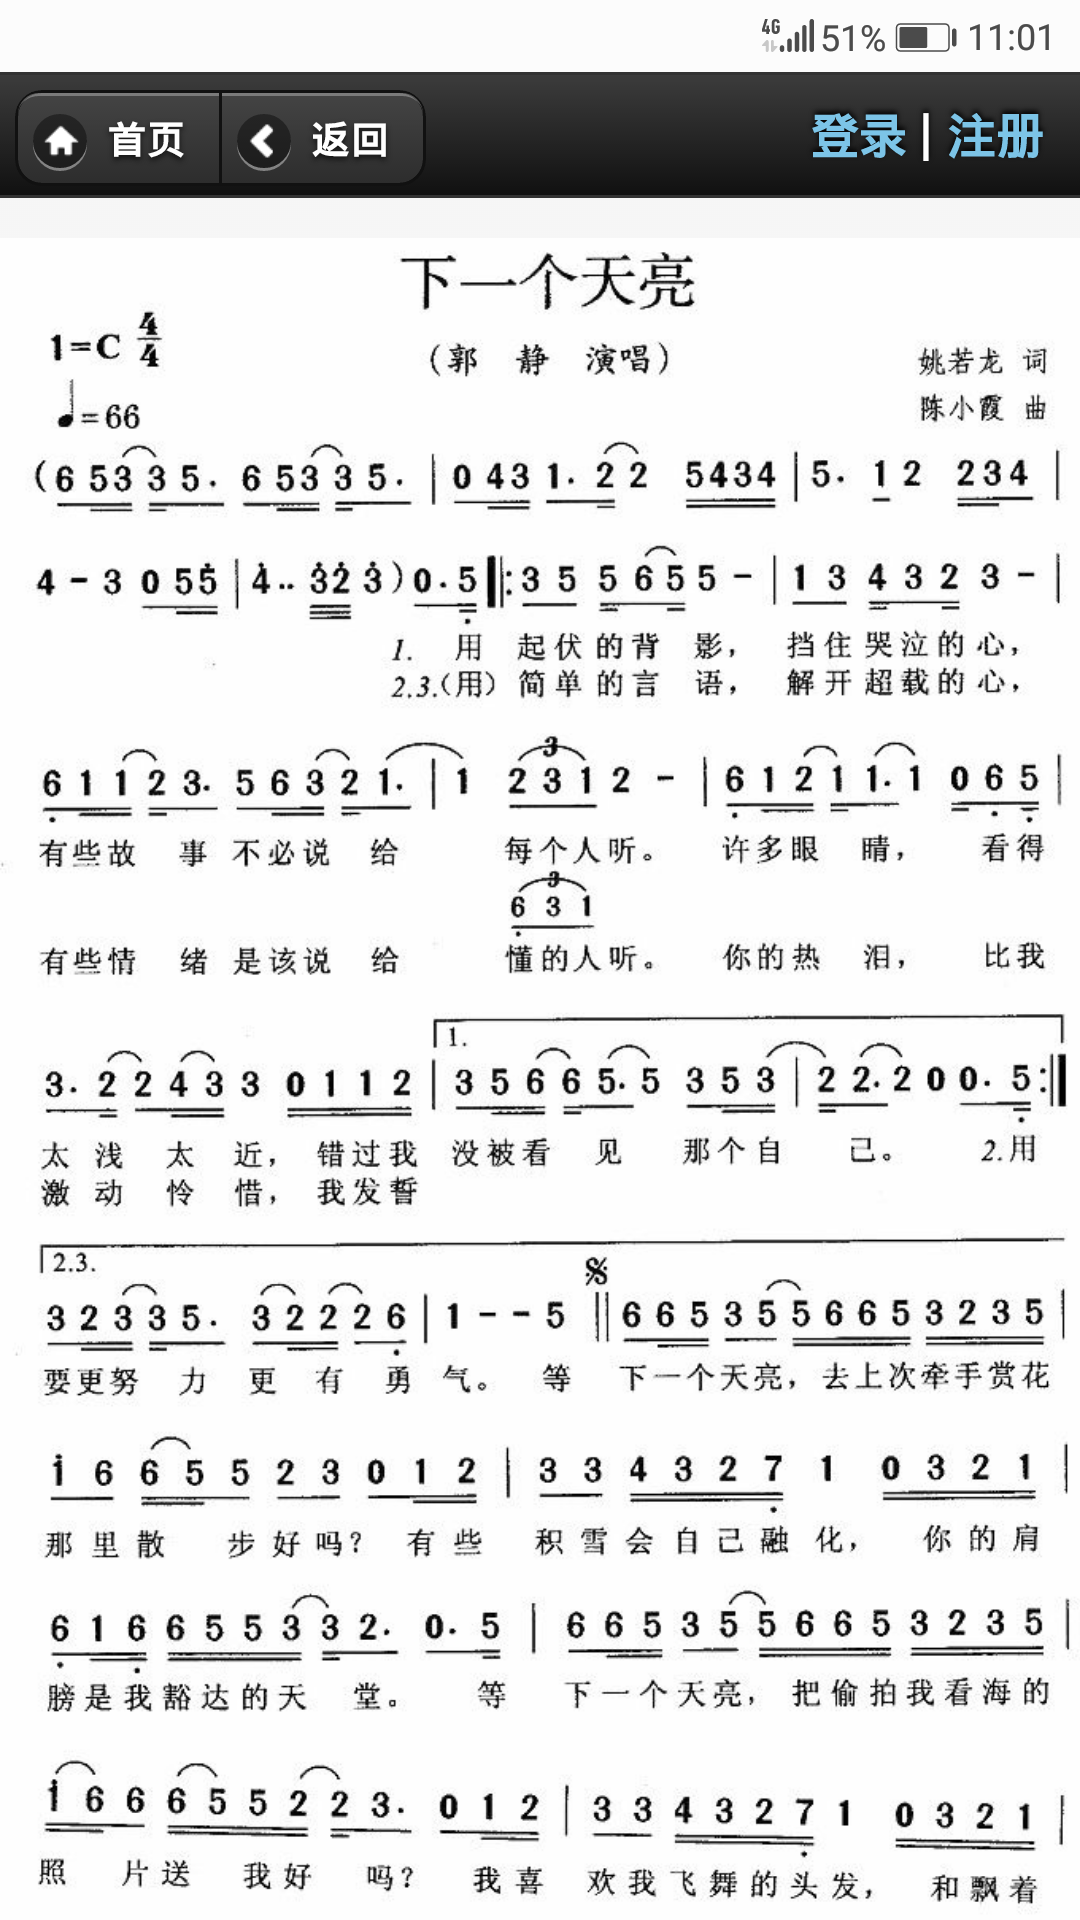 4G 51% 11:01
首页 返回 登录 | 注册
下一个天亮
1=C 4/4 (郭 静 演唱) 姚若龙 词
♩=66 陈小霞 曲
(6 53 3 5. 6 53 3 5. | 0 43 1. 2 2 5434 | 5. 1 2 234 |
4 - 3 0 55 | 4.. 32 3) 0. 5 ‖: 3 5 5 65 5 - | 1 3 4 3 2 3 - |
1. 用 起伏的背 影, 挡住哭泣的心,
2.3.(用) 简单的言 语, 解开超载的心,
6 1 1 2 3. 5 6 3 2 1. | 1 2 3 1 2 - | 6 1 2 1 1. 1 0 6 5 |
有些故 事 不必说 给 每个人听。 许多眼 睛, 看得
3
6 3 1
有些情 绪 是该说 给 懂的人听。 你的热 泪, 比我
1.
3. 2 2 4 3 3 0 1 1 2 | 3 5 6 6 5. 5 3 5 3 | 2 2. 2 0 0. 5 :‖
太 浅 太 近, 错过我 没被看 见 那个自 己。 2.用
激 动 怜 惜, 我发誓
2.3.
3 2 3 3 5. 3 2 2 2 6 | 1 - - 5 ‖ 6 6 5 3 5 5 6 6 5 3 2 3 5 |
要更努 力 更 有 勇 气。 等 下一个天亮, 去上次牵手赏花
1 6 6 5 5 2 3 0 1 2 | 3 3 4 3 2 7 1 0 3 2 1 |
那里散 步好吗? 有些 积雪会自己融化, 你的肩
6 1 6 6 5 5 3 3 2. 0. 5 | 6 6 5 3 5 5 6 6 5 3 2 3 5 |
膀是我豁达的天 堂。 等 下一个天亮, 把偷拍我看海的
1 6 6 6 5 5 2 2 3. 0 1 2 | 3 3 4 3 2 7 1 0 3 2 1 |
照 片送 我好 吗? 我喜 欢我飞舞的头发, 和飘着